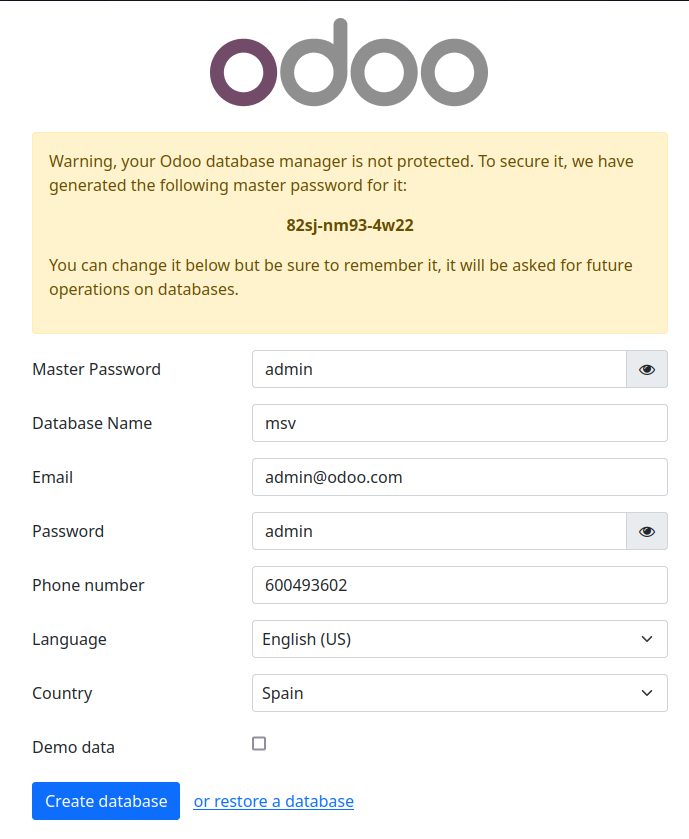 odoo
Warning, your Odoo database manager is not protected. To secure it, we have
generated the following master password for it:
82sj-nm93-4w22
You can change it below but be sure to remember it, it will be asked for future
operations on databases.
Master Password admin
Database Name msv
Email admin@odoo.com
Password admin
Phone number 600493602
Language English (US)
Country Spain
Demo data
Create database or restore a database